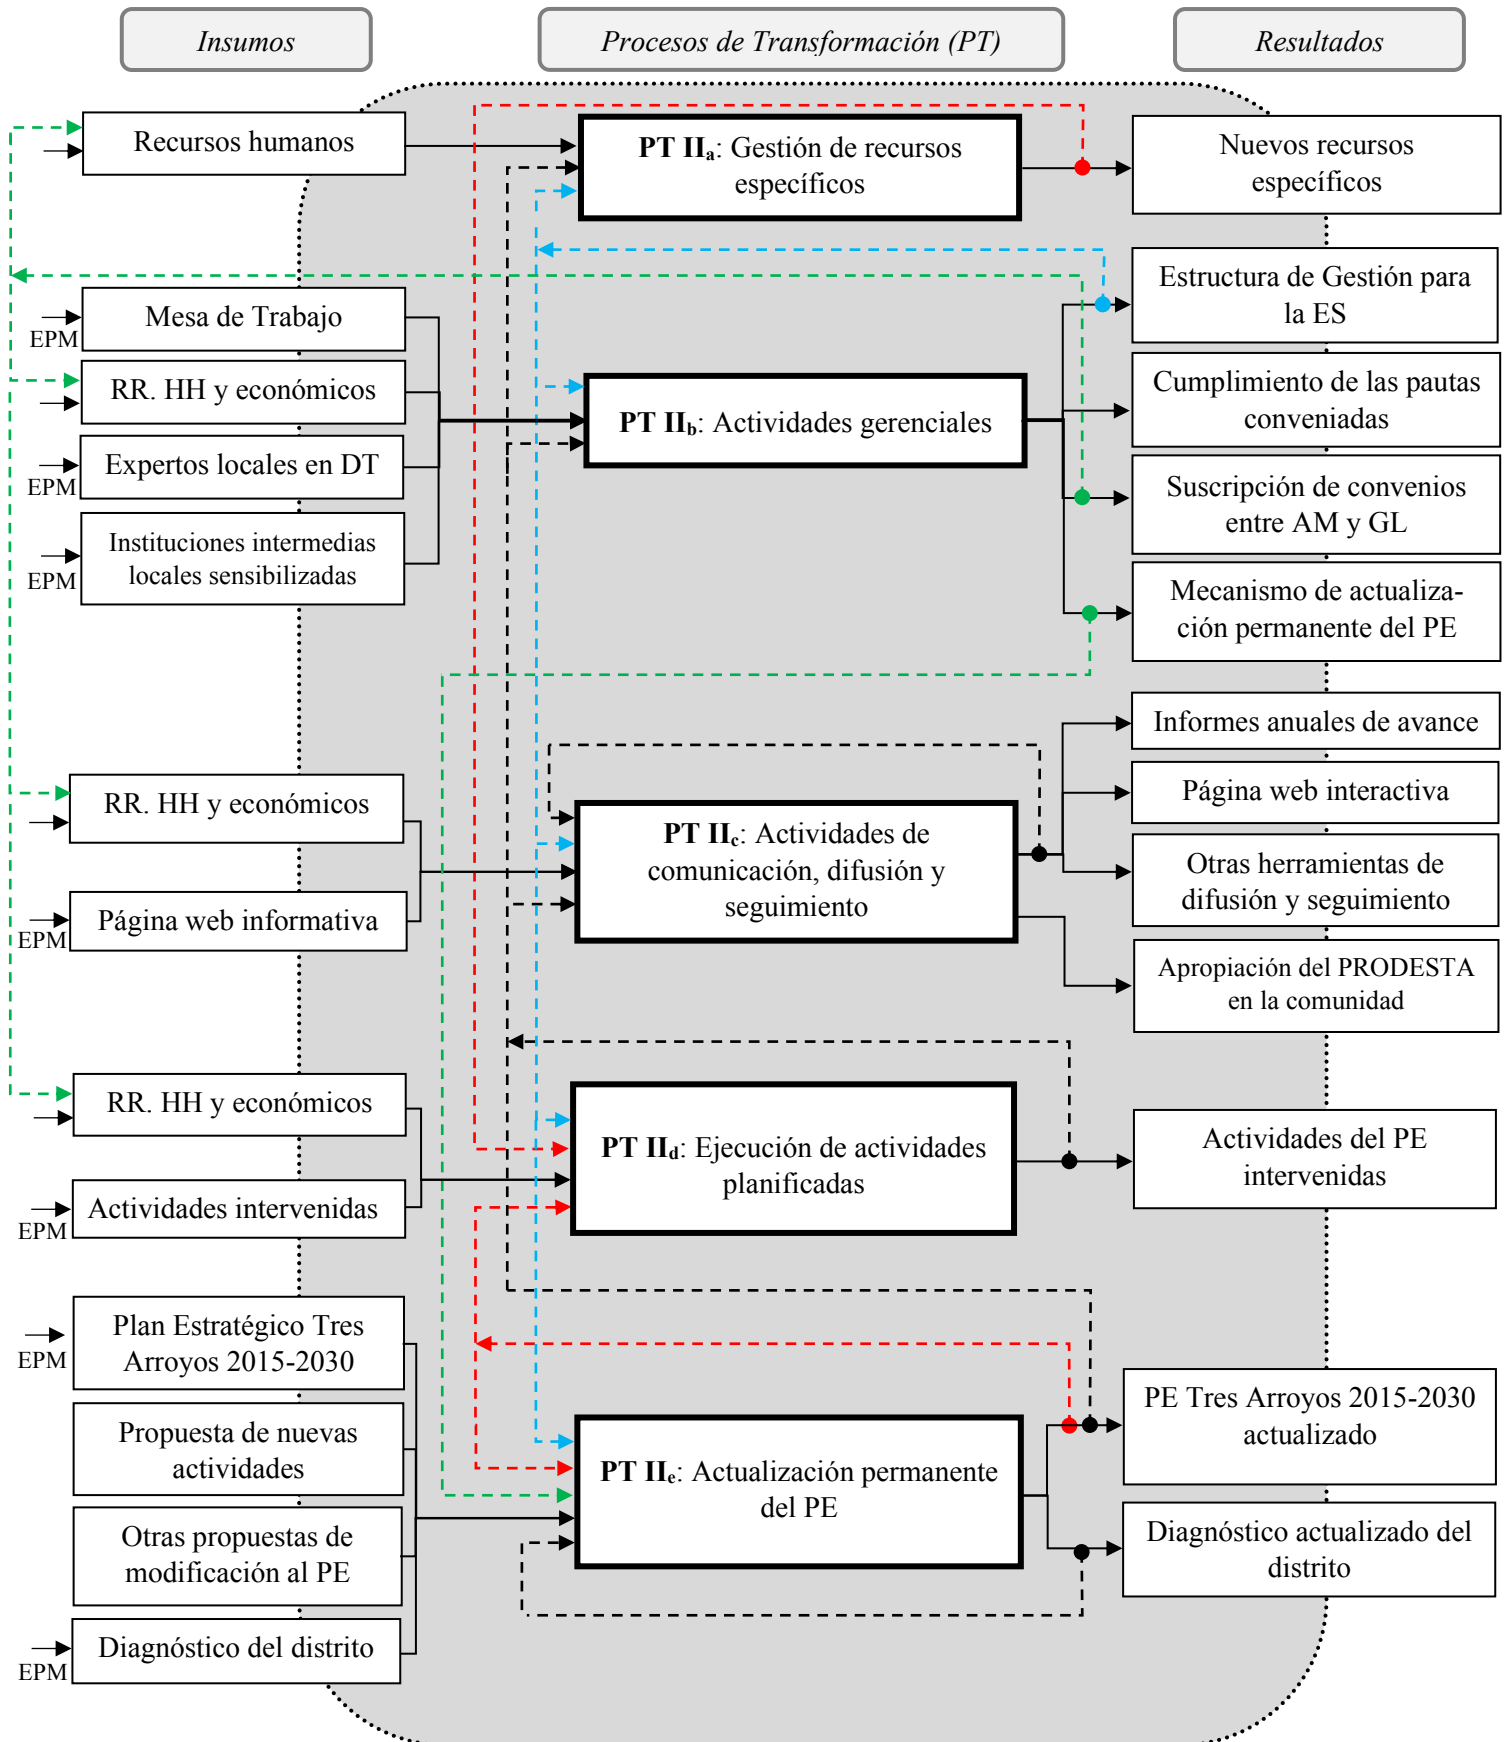 Insumos
Procesos de Transformación (PT)
Resultados
Recursos humanos
PT IIa: Gestión de recursos
específicos
Nuevos recursos
específicos
Mesa de Trabajo
EPM
RR. HH y económicos
Expertos locales en DT
EPM
Instituciones intermedias
locales sensibilizadas
EPM
PT IIb: Actividades gerenciales
Estructura de Gestión para
la ES
Cumplimiento de las pautas
conveniadas
Suscripción de convenios
entre AM y GL
Mecanismo de actualiza-
ción permanente del PE
RR. HH y económicos
Página web informativa
EPM
PT IIc: Actividades de
comunicación, difusión y
seguimiento
Informes anuales de avance
Página web interactiva
Otras herramientas de
difusión y seguimiento
Apropiación del PRODESTA
en la comunidad
RR. HH y económicos
Actividades intervenidas
EPM
PT IId: Ejecución de actividades
planificadas
Actividades del PE
intervenidas
Plan Estratégico Tres
Arroyos 2015-2030
EPM
Propuesta de nuevas
actividades
Otras propuestas de
modificación al PE
Diagnóstico del distrito
EPM
PT IIe: Actualización permanente
del PE
PE Tres Arroyos 2015-2030
actualizado
Diagnóstico actualizado del
distrito